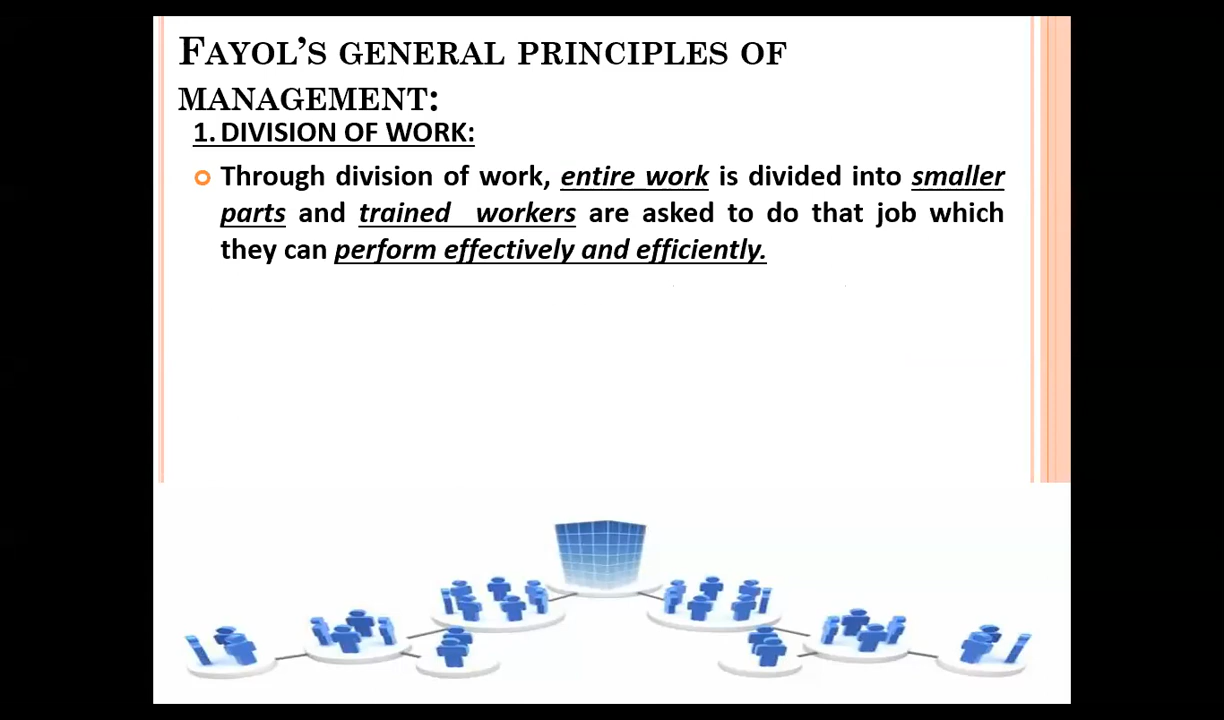 FAYOL'S GENERAL PRINCIPLES OF
MANAGEMENT:
1. DIVISION OF WORK:
Through division of work, entire work is divided into smaller
parts and trained workers are asked to do that job which
they can perform effectively and efficiently.